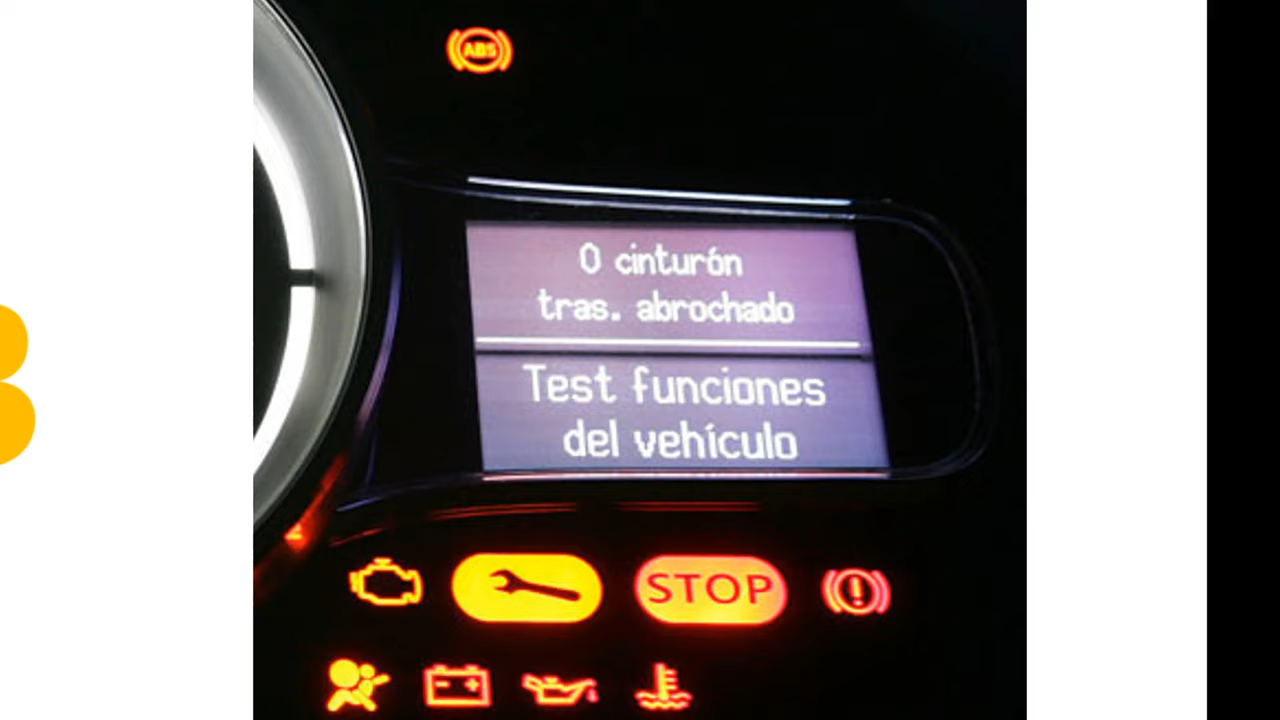 ABS
0 cinturón
tras. abrochado
Test funciones
del vehículo
STOP